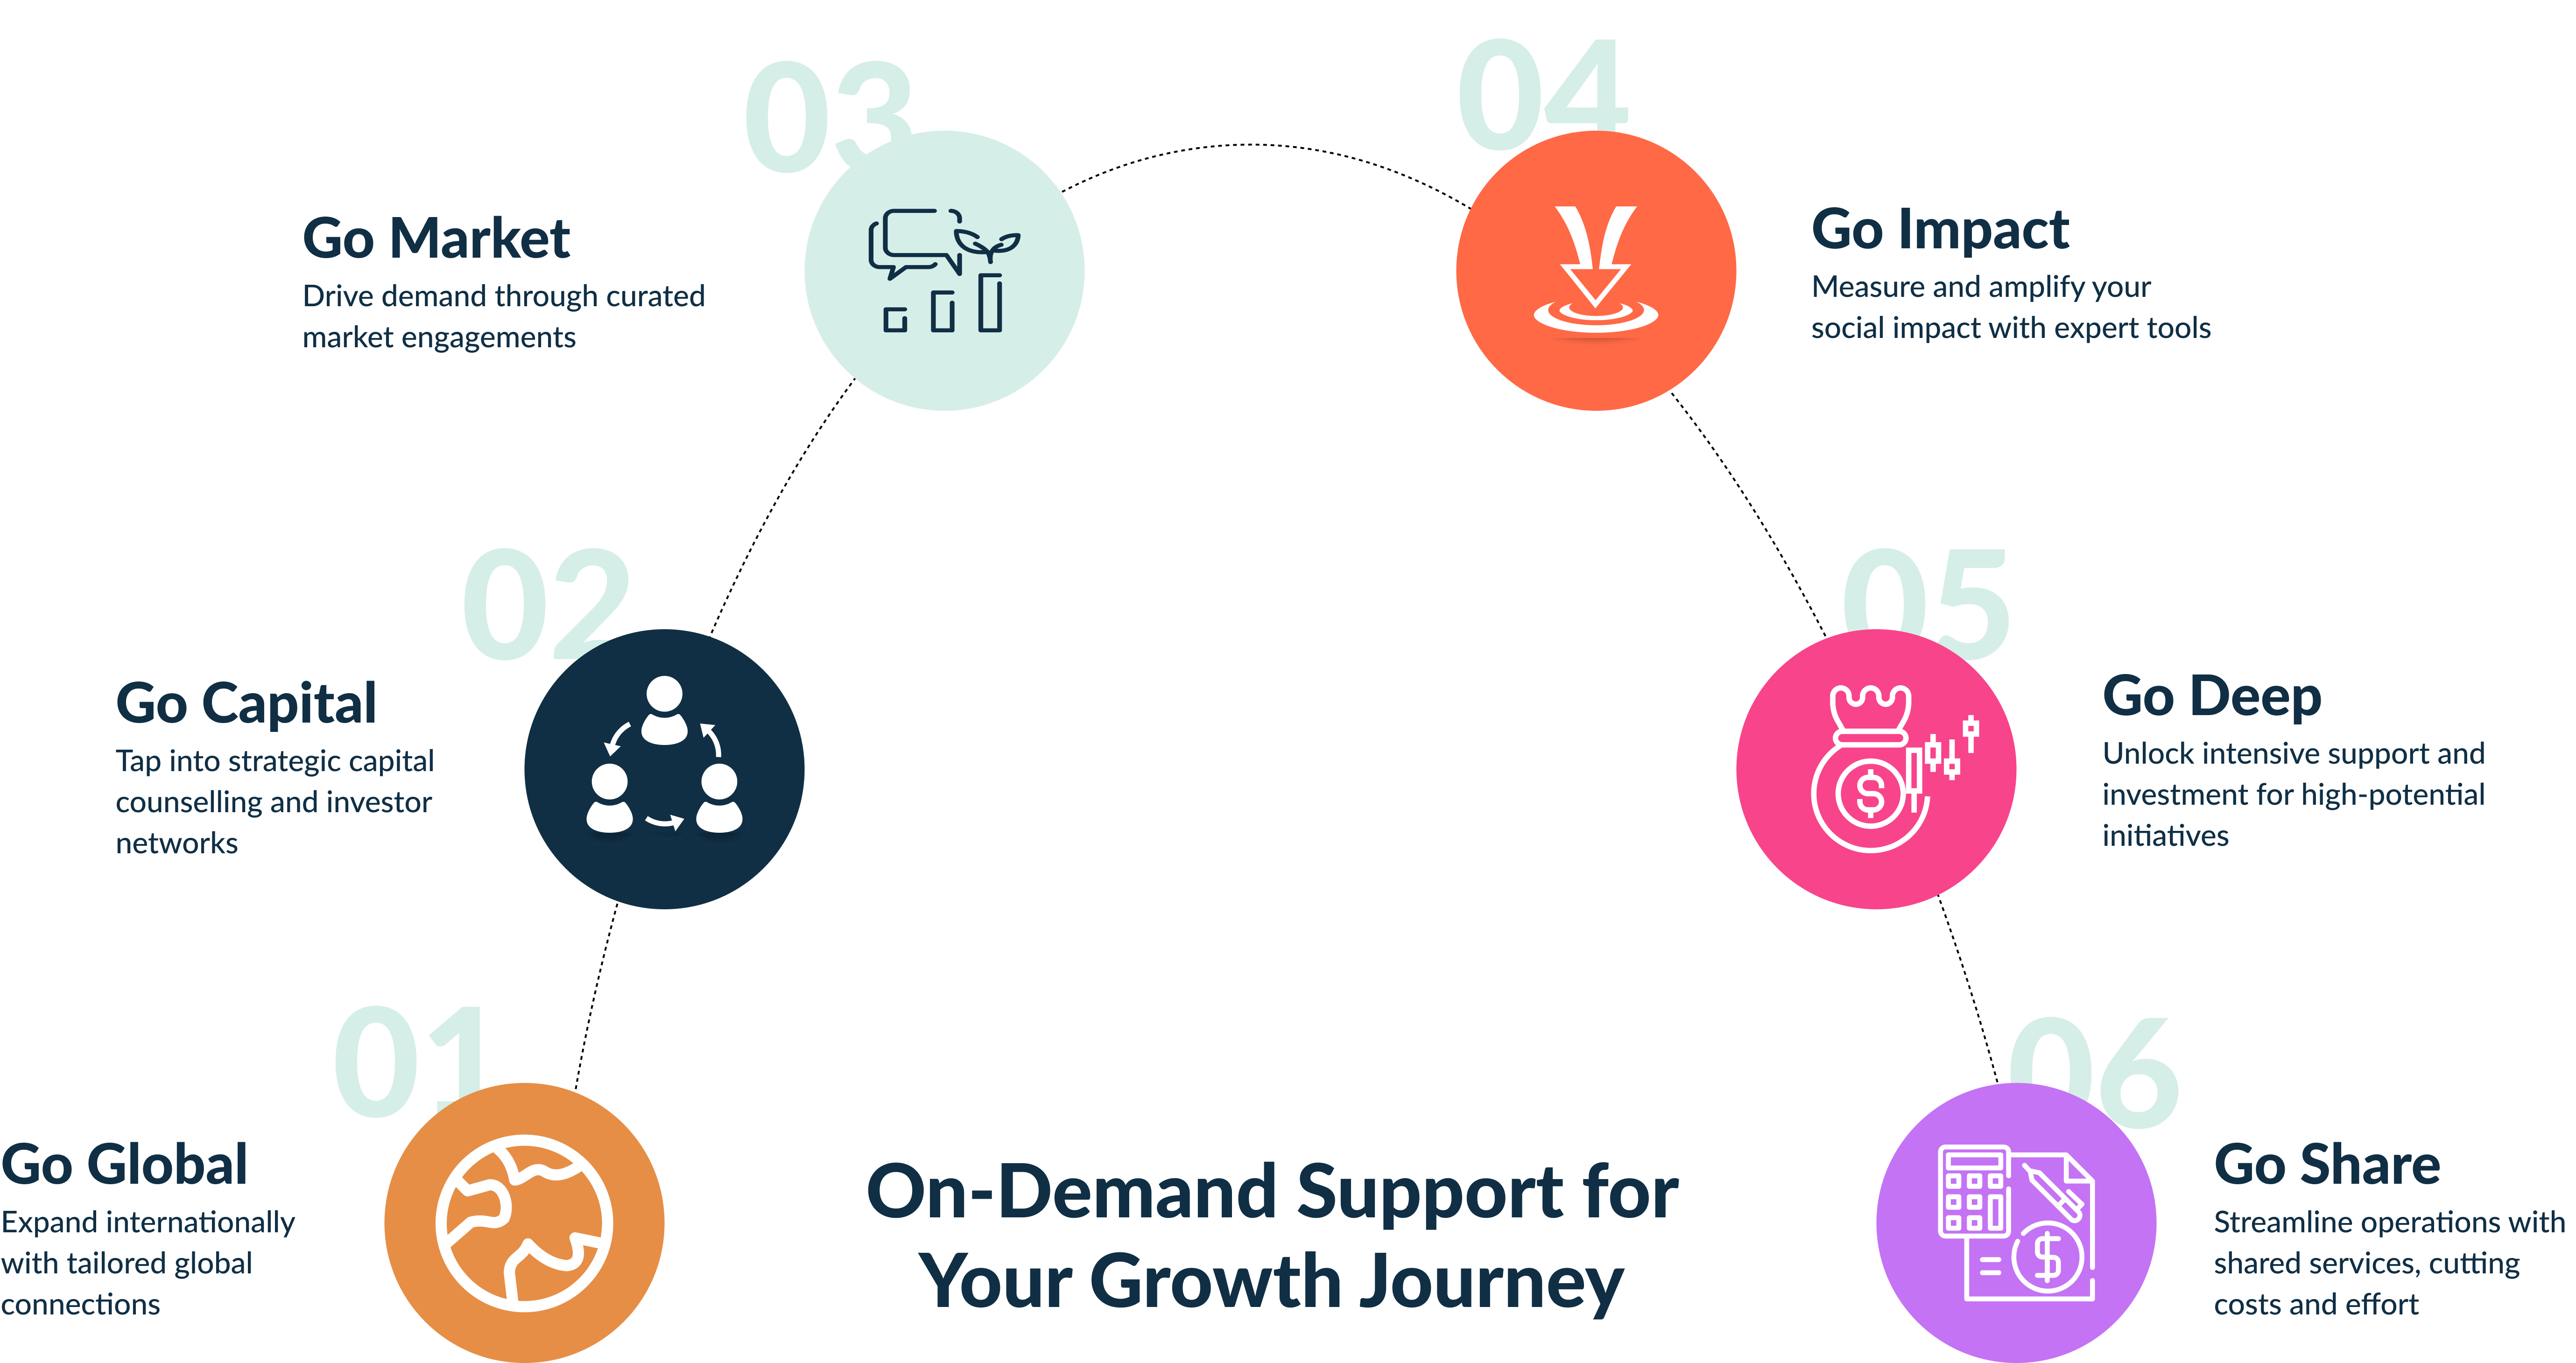 01
Go Global
Expand internationally
with tailored global
connections
02
Go Capital
Tap into strategic capital
counselling and investor
networks
03
Go Market
Drive demand through curated
market engagements
04
Go Impact
Measure and amplify your
social impact with expert tools
05
Go Deep
Unlock intensive support and
investment for high-potential
initiatives
06
Go Share
Streamline operations with
shared services, cutting
costs and effort
On-Demand Support for
Your Growth Journey
$
$